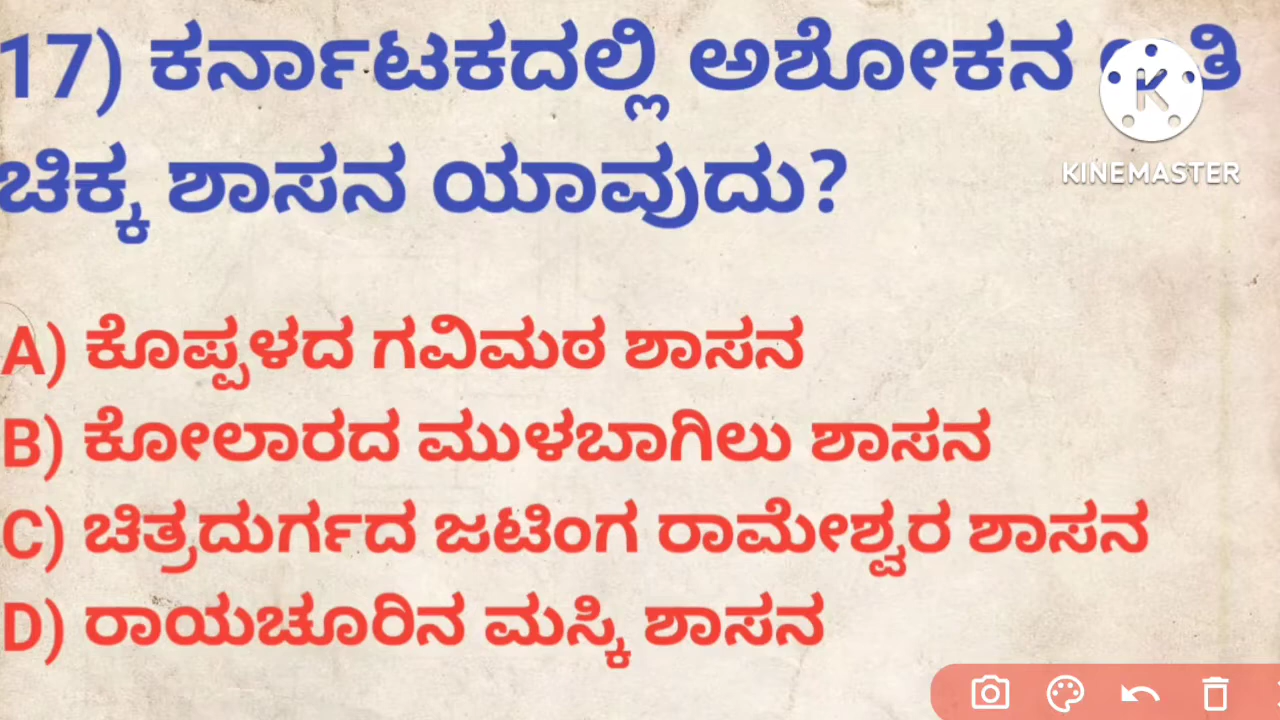 17) ಕರ್ನಾಟಕದಲ್ಲಿ ಅಶೋಕನ
ಚಿಕ್ಕ ಶಾಸನ ಯಾವುದು?
KINEMASTER
A) ಕೊಪ್ಪಳದ ಗವಿಮಠ ಶಾಸನ
B) ಕೋಲಾರದ ಮುಳಬಾಗಿಲು ಶಾಸನ
C) ಚಿತ್ರದುರ್ಗದ ಜಟಿಂಗ ರಾಮೇಶ್ವರ ಶಾಸನ
D) ರಾಯಚೂರಿನ ಮಸ್ಕಿ ಶಾಸನ